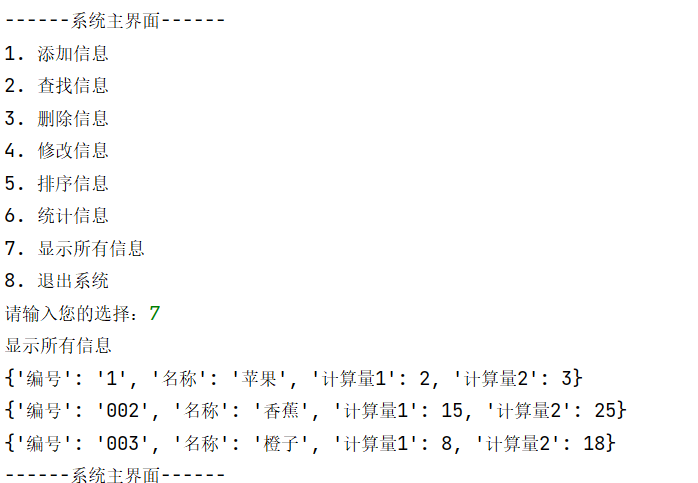 ------系统主界面------
1. 添加信息
2. 查找信息
3. 删除信息
4. 修改信息
5. 排序信息
6. 统计信息
7. 显示所有信息
8. 退出系统
请输入您的选择：7
显示所有信息
{'编号': '1', '名称': '苹果', '计算量1': 2, '计算量2': 3}
{'编号': '002', '名称': '香蕉', '计算量1': 15, '计算量2': 25}
{'编号': '003', '名称': '橙子', '计算量1': 8, '计算量2': 18}
------系统主界面------